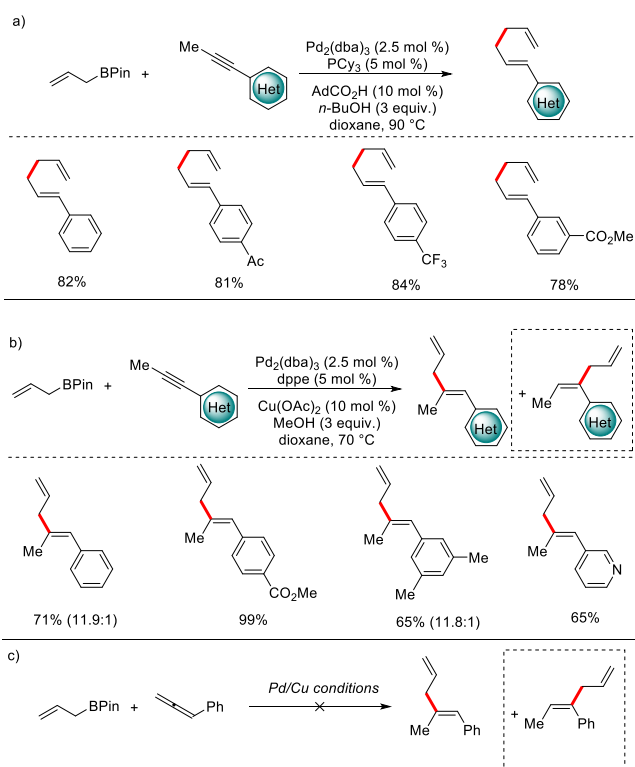 a)
BPin
+
Me
Het
Pd2(dba)3 (2.5 mol %)
PCy3 (5 mol %)
AdCO2H (10 mol %)
n-BuOH (3 equiv.)
dioxane, 90 °C
Het
Ac
CF3
CO2Me
82%
81%
84%
78%
b)
BPin
+
Me
Het
Pd2(dba)3 (2.5 mol %)
dppe (5 mol %)
Cu(OAc)2 (10 mol %)
MeOH (3 equiv.)
dioxane, 70 °C
Me
Het
+
Me
Het
Me
Me
CO2Me
Me
Me
Me
Me
N
71% (11.9:1)
99%
65% (11.8:1)
65%
c)
BPin
+
Ph
Pd/Cu conditions
Me
Ph
+
Me
Ph